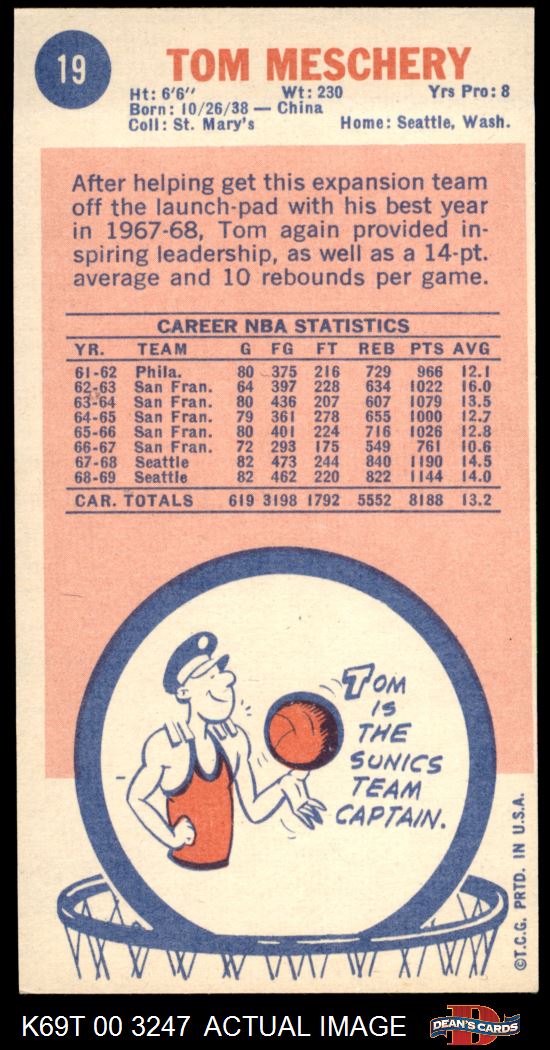 19
TOM MESCHERY
Ht: 6'6" Wt: 230 Yrs Pro: 8
Born: 10/26/38 — China
Coll: St. Mary's Home: Seattle, Wash.
After helping get this expansion team
off the launch-pad with his best year
in 1967-68, Tom again provided in-
spiring leadership, as well as a 14-pt.
average and 10 rebounds per game.
CAREER NBA STATISTICS
YR. TEAM G FG FT REB PTS AVG
61-62 Phila. 80 375 216 729 966 12.1
62-63 San Fran. 64 397 228 634 1022 16.0
63-64 San Fran. 80 436 207 607 1079 13.5
64-65 San Fran. 79 361 278 655 1000 12.7
65-66 San Fran. 80 401 224 716 1026 12.8
66-67 San Fran. 72 293 175 549 761 10.6
67-68 Seattle 82 473 244 840 1190 14.5
68-69 Seattle 82 462 220 822 1144 14.0
CAR. TOTALS 619 3198 1792 5552 8188 13.2
TOM
IS
THE
SUNICS
TEAM
CAPTAIN.
©T.C.G. PRTD. IN U.S.A.
K69T 00 3247 ACTUAL IMAGE
D
DEAN'S CARDS